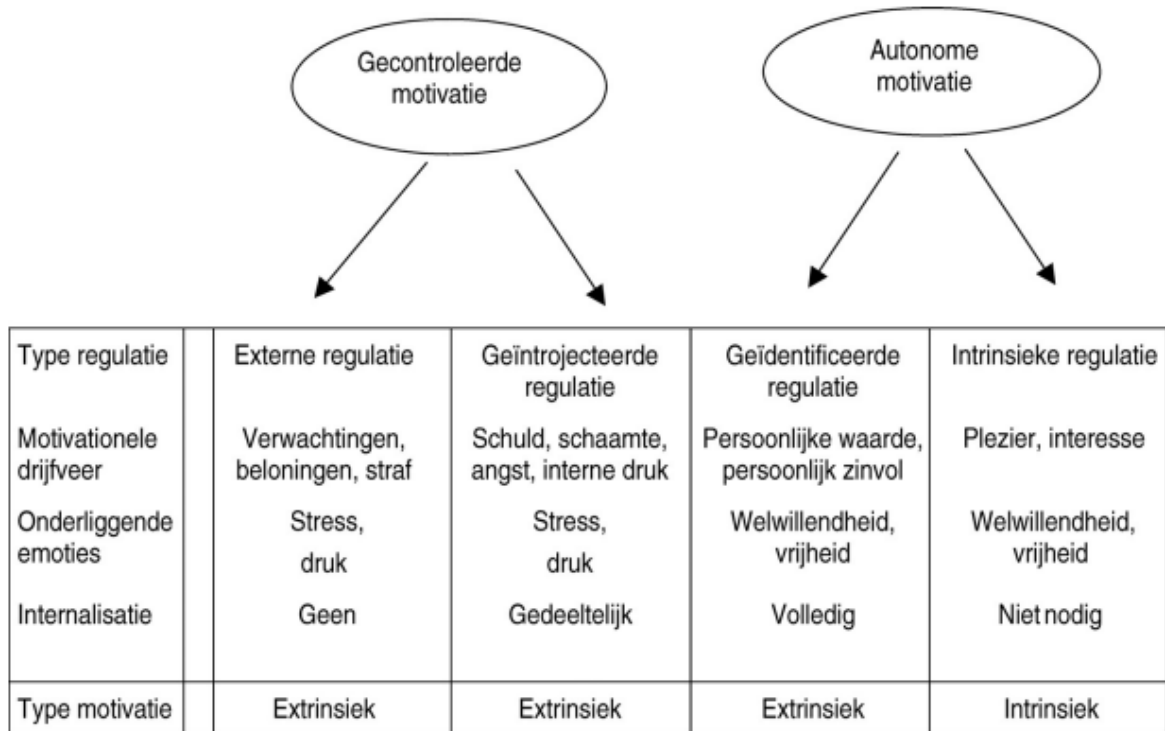 Gecontroleerde
motivatie
Autonome
motivatie
Type regulatie
Externe regulatie
Geïntrojecteerde
regulatie
Geïdentificeerde
regulatie
Intrinsieke regulatie
Motivationele
drijfveer
Verwachtingen,
beloningen, straf
Schuld, schaamte,
angst, interne druk
Persoonlijke waarde,
persoonlijk zinvol
Plezier, interesse
Onderliggende
emoties
Stress,
druk
Stress,
druk
Welwillendheid,
vrijheid
Welwillendheid,
vrijheid
Internalisatie
Geen
Gedeeltelijk
Volledig
Niet nodig
Type motivatie
Extrinsiek
Extrinsiek
Extrinsiek
Intrinsiek